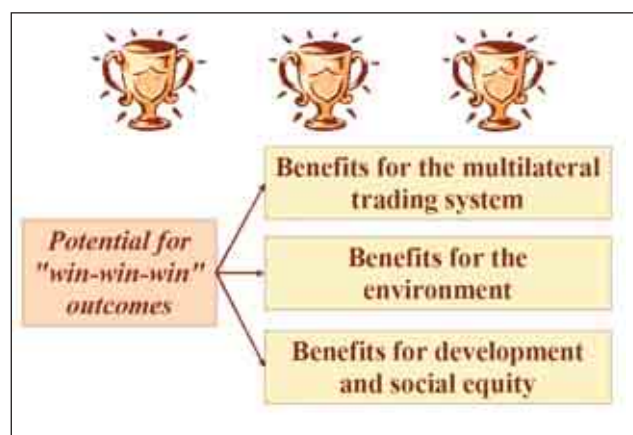 Benefits for the multilateral
trading system
Potential for
"win-win-win"
outcomes
Benefits for the
environment
Benefits for development
and social equity